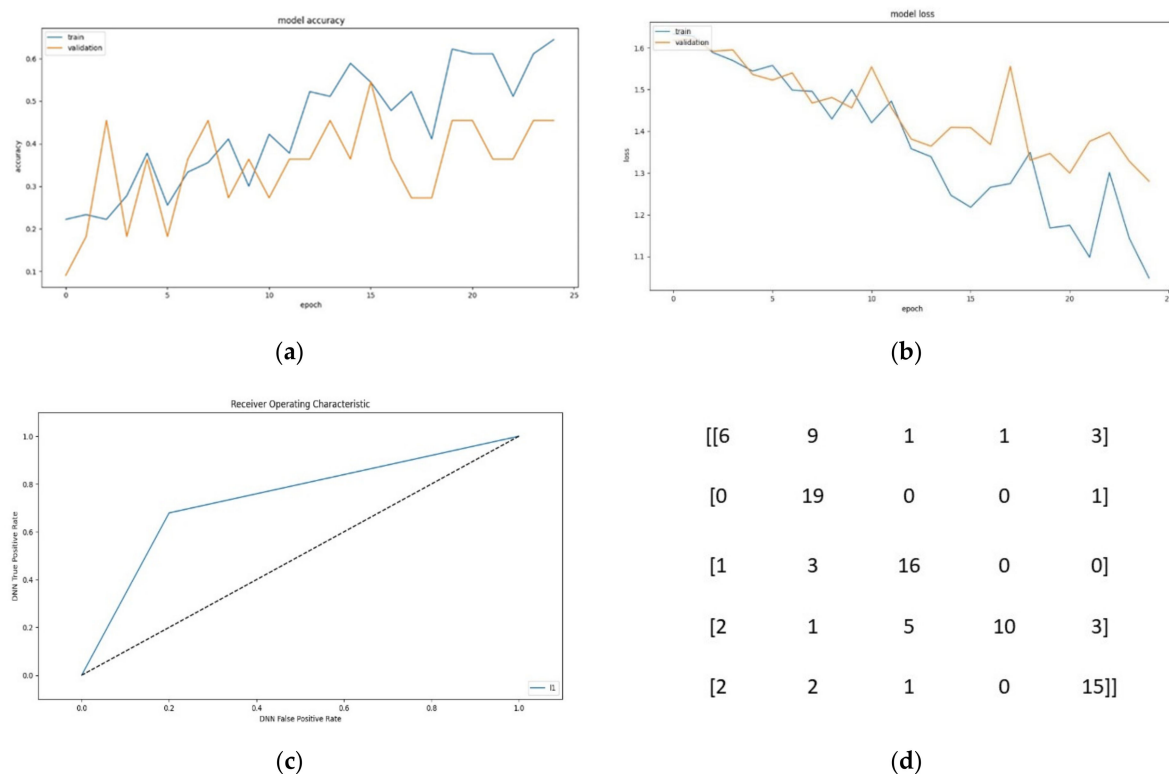 model accuracy
train
validation
0.6
0.5
0.4
0.3
0.2
0.1
accuracy
0 5 10 15 20 25
epoch
(a)
model loss
train
validation
1.6
1.5
1.4
1.3
1.2
1.1
loss
0 5 10 15 20
epoch
(b)
Receiver Operating Characteristic
1.0
0.8
0.6
0.4
0.2
0.0
DNN True Positive Rate
l1
0.0 0.2 0.4 0.6 0.8 1.0
DNN False Positive Rate
(c)
[[6 9 1 1 3]
[0 19 0 0 1]
[1 3 16 0 0]
[2 1 5 10 3]
[2 2 1 0 15]]
(d)